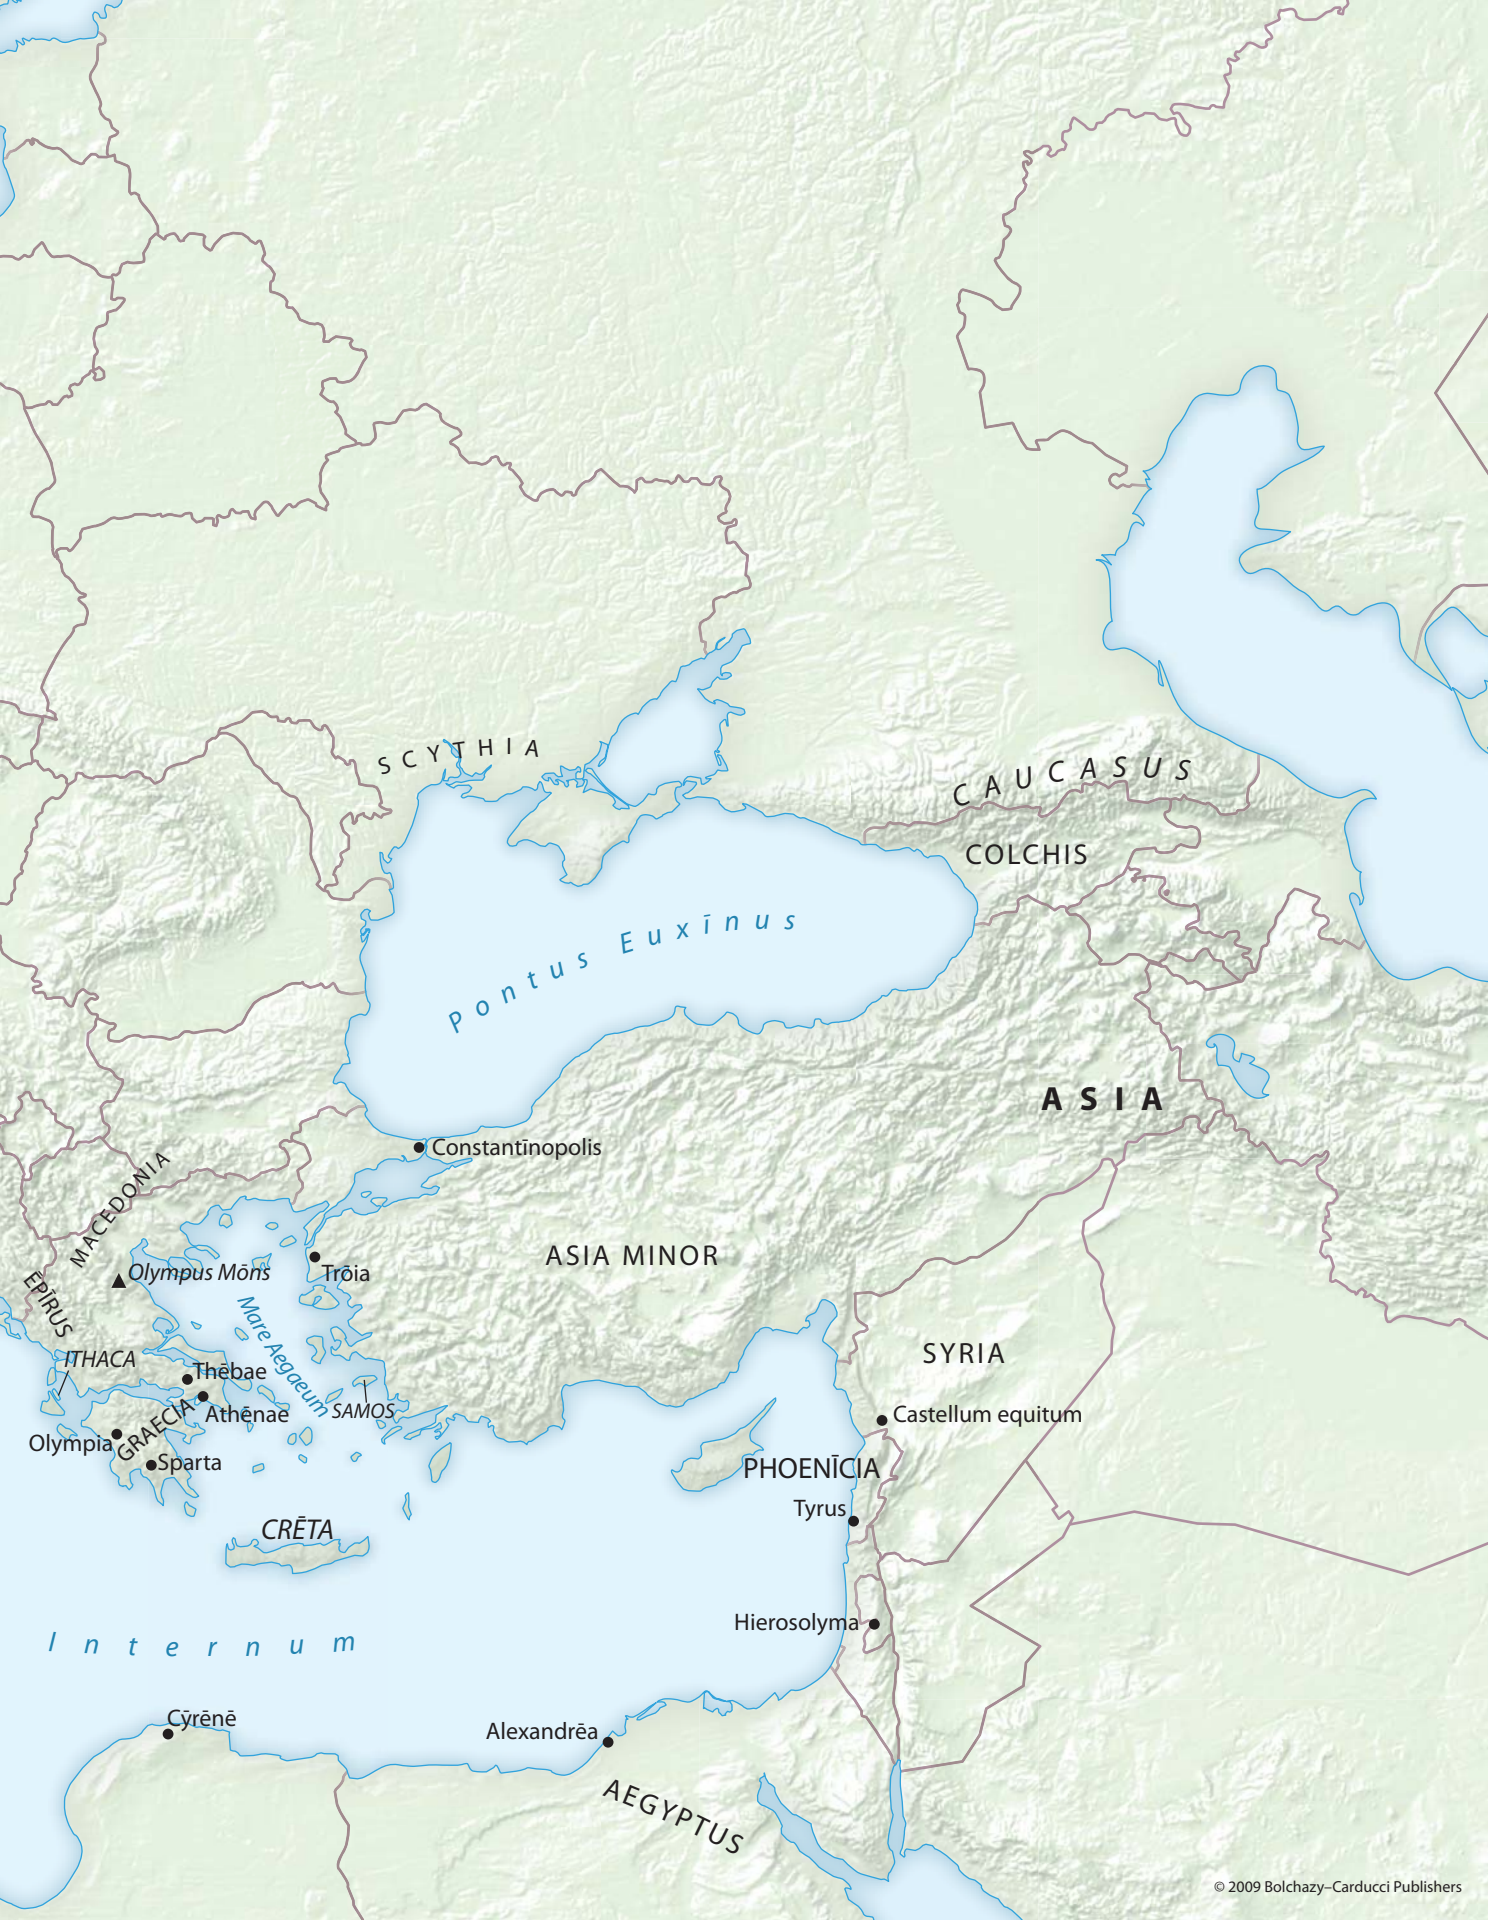 SCYTHIA
CAUCASUS
COLCHIS
Pontus Euxīnus
ASIA
Constantīnopolis
MACEDONIA
ASIA MINOR
Olympus Mōns
Trōia
ĒPĪRUS
Mare Aegaeum
SYRIA
ITHACA
Thēbae
SAMOS
Athēnae
Castellum equitum
GRAECIA
Olympia
Sparta
PHOENĪCIA
Tyrus
CRĒTA
Hierosolyma
Internum
Cȳrēnē
Alexandrēa
AEGYPTUS
© 2009 Bolchazy–Carducci Publishers